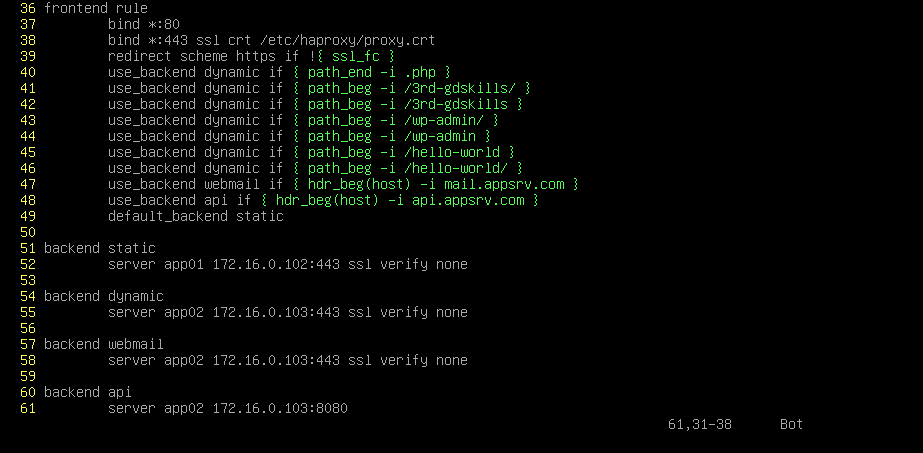 36 frontend rule
37         bind *:80
38         bind *:443 ssl crt /etc/haproxy/proxy.crt
39         redirect scheme https if !{ ssl_fc }
40         use_backend dynamic if { path_end -i .php }
41         use_backend dynamic if { path_beg -i /3rd-gdskills/ }
42         use_backend dynamic if { path_beg -i /3rd-gdskills }
43         use_backend dynamic if { path_beg -i /wp-admin/ }
44         use_backend dynamic if { path_beg -i /wp-admin }
45         use_backend dynamic if { path_beg -i /hello-world }
46         use_backend dynamic if { path_beg -i /hello-world/ }
47         use_backend webmail if { hdr_beg(host) -i mail.appsrv.com }
48         use_backend api if { hdr_beg(host) -i api.appsrv.com }
49         default_backend static
50
51 backend static
52         server app01 172.16.0.102:443 ssl verify none
53
54 backend dynamic
55         server app02 172.16.0.103:443 ssl verify none
56
57 backend webmail
58         server app02 172.16.0.103:443 ssl verify none
59
60 backend api
61         server app02 172.16.0.103:8080
61,31-38      Bot